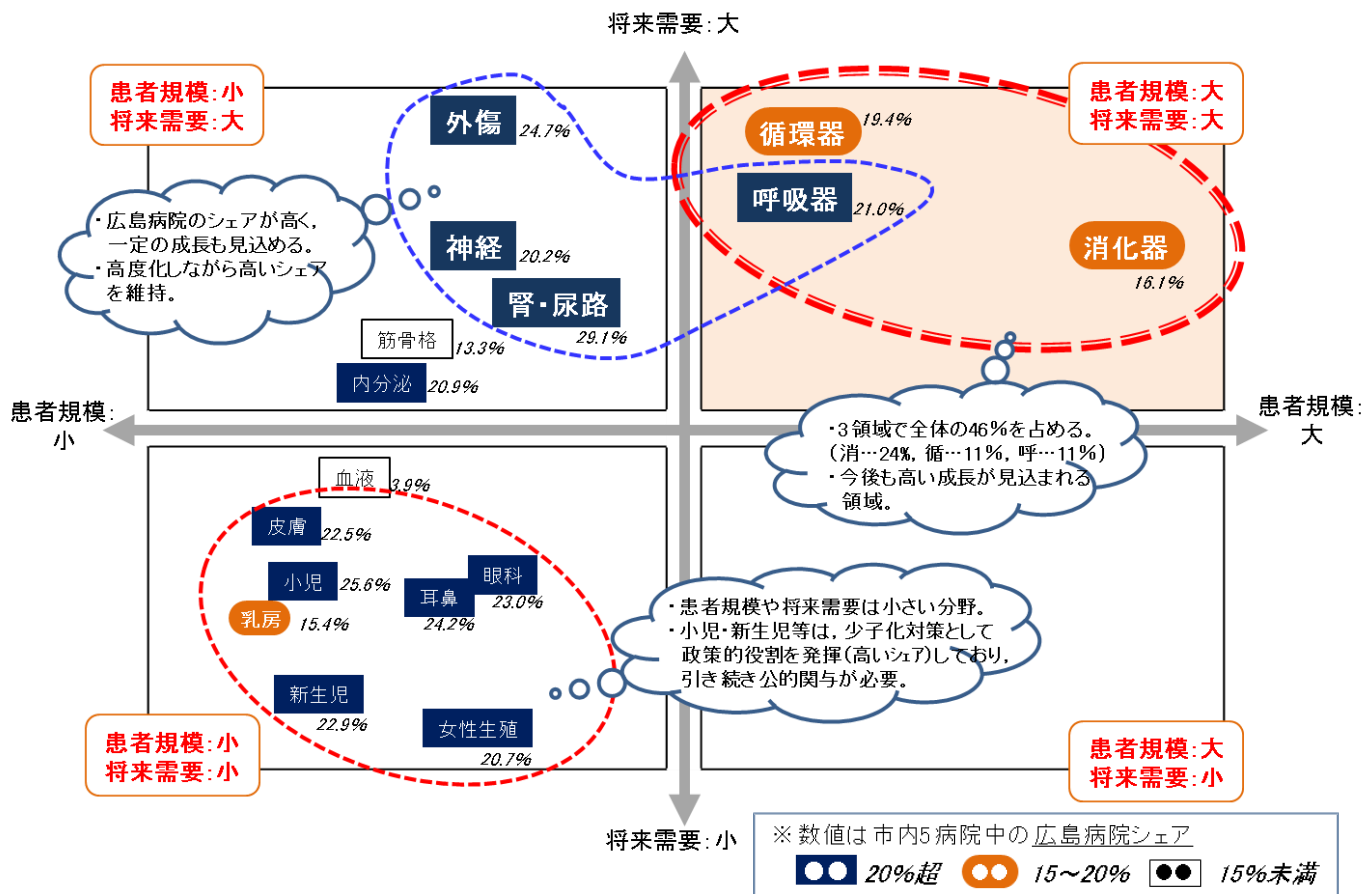 将来需要：大
患者規模：小
将来需要：大
外傷
24.7%
・広島病院のシェアが高く，
一定の成長も見込める。
・高度化しながら高いシェア
を維持。
神経
20.2%
腎・尿路
29.1%
筋骨格
13.3%
内分泌
20.9%
患者規模：大
将来需要：大
循環器
19.4%
呼吸器
21.0%
消化器
16.1%
患者規模：
小
患者規模：
大
・3領域で全体の46％を占める。
（消…24%，循…11％，呼…11％）
・今後も高い成長が見込まれる
領域。
血液
3.9%
皮膚
22.5%
小児
25.6%
乳房
15.4%
耳鼻
24.2%
眼科
23.0%
新生児
22.9%
女性生殖
20.7%
・患者規模や将来需要は小さい分野。
・小児・新生児等は，少子化対策として
政策的役割を発揮（高いシェア）しており，
引き続き公的関与が必要。
患者規模：小
将来需要：小
患者規模：大
将来需要：小
将来需要：小
※数値は市内5病院中の広島病院シェア
○○ 20%超 ○○ 15～20% ●● 15%未満